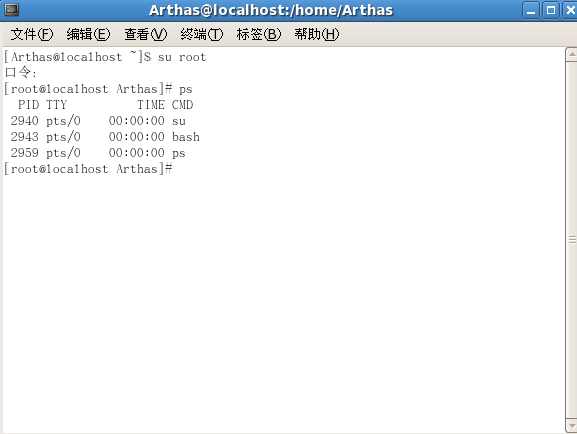 Arthas@localhost:/home/Arthas
文件(F) 编辑(E) 查看(V) 终端(T) 标签(B) 帮助(H)
[Arthas@localhost ~]$ su root
口令:
[root@localhost Arthas]# ps
  PID TTY          TIME CMD
 2940 pts/0    00:00:00 su
 2943 pts/0    00:00:00 bash
 2959 pts/0    00:00:00 ps
[root@localhost Arthas]#